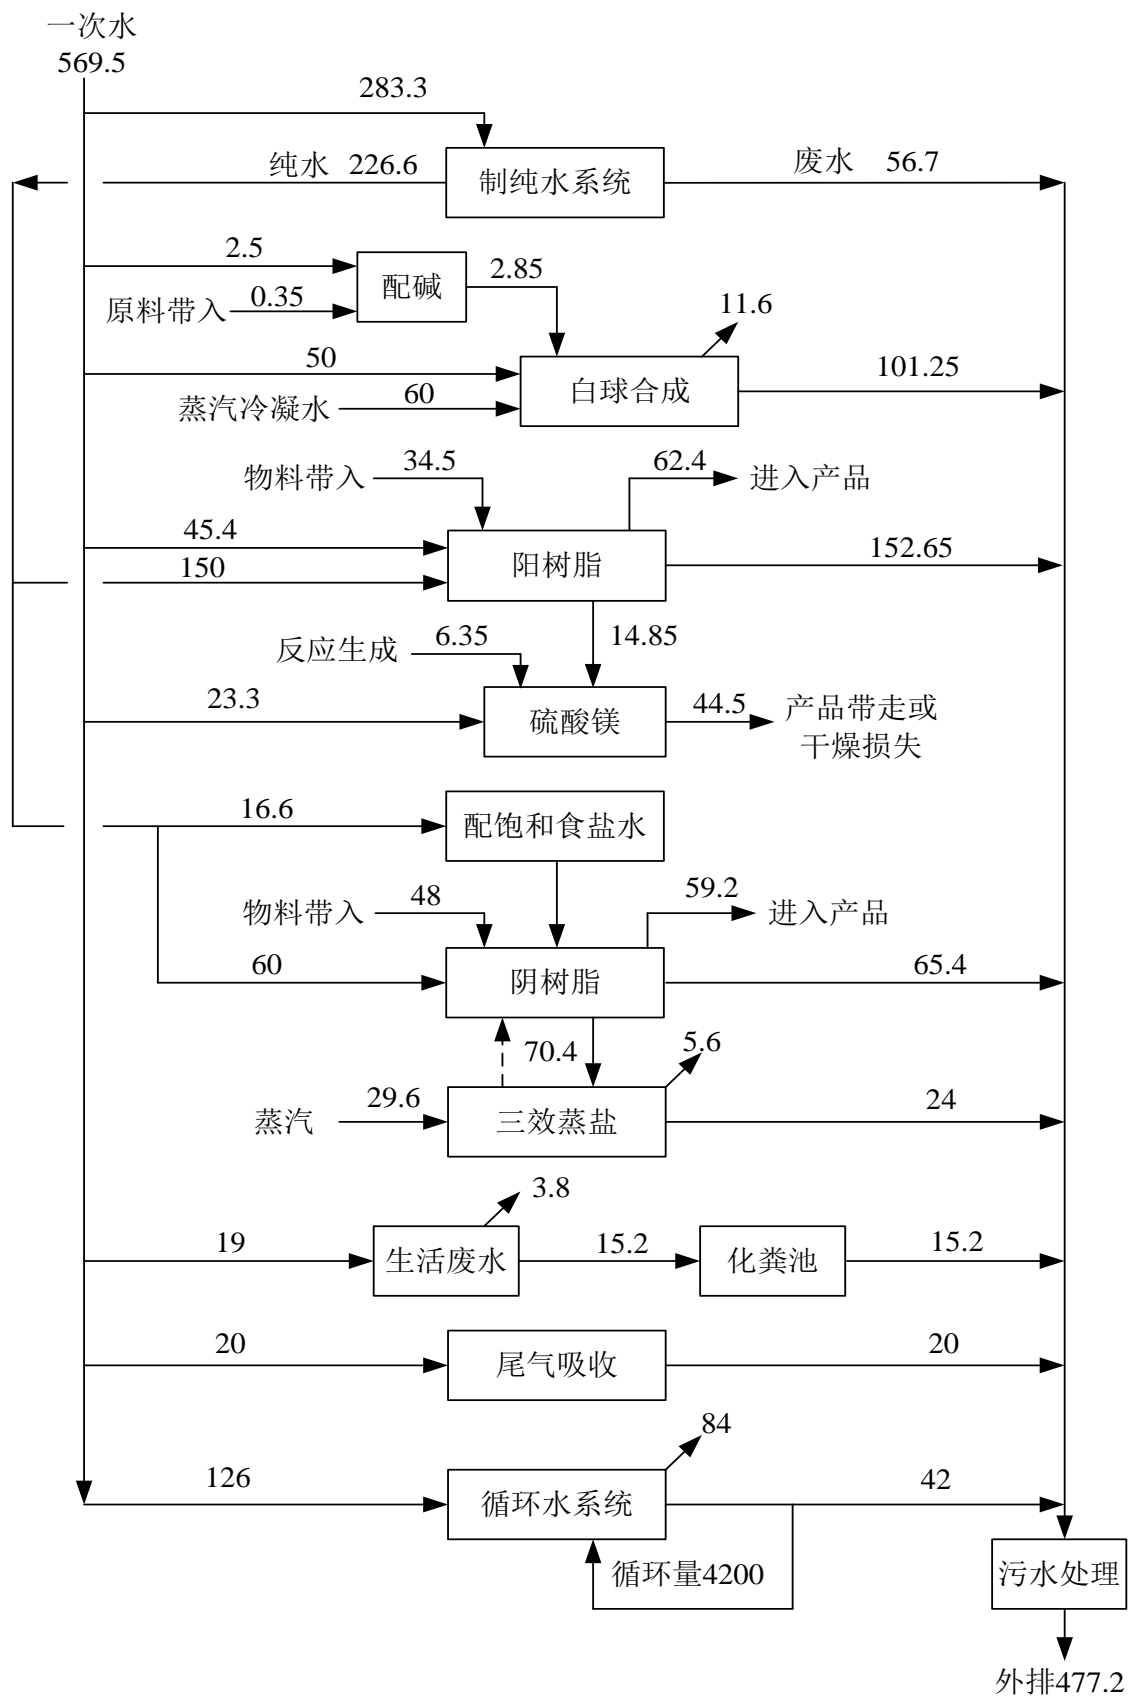 一次水
569.5
283.3
纯水 226.6
制纯水系统
废水 56.7
2.5
配碱
2.85
原料带入
0.35
11.6
50
白球合成
101.25
蒸汽冷凝水
60
物料带入
34.5
62.4
进入产品
45.4
阳树脂
152.65
150
反应生成
6.35
14.85
23.3
硫酸镁
44.5
产品带走或
干燥损失
16.6
配饱和食盐水
物料带入
48
59.2
进入产品
60
阴树脂
65.4
70.4
5.6
蒸汽
29.6
三效蒸盐
24
3.8
19
生活废水
15.2
化粪池
15.2
20
尾气吸收
20
84
126
循环水系统
42
循环量4200
污水处理
外排477.2